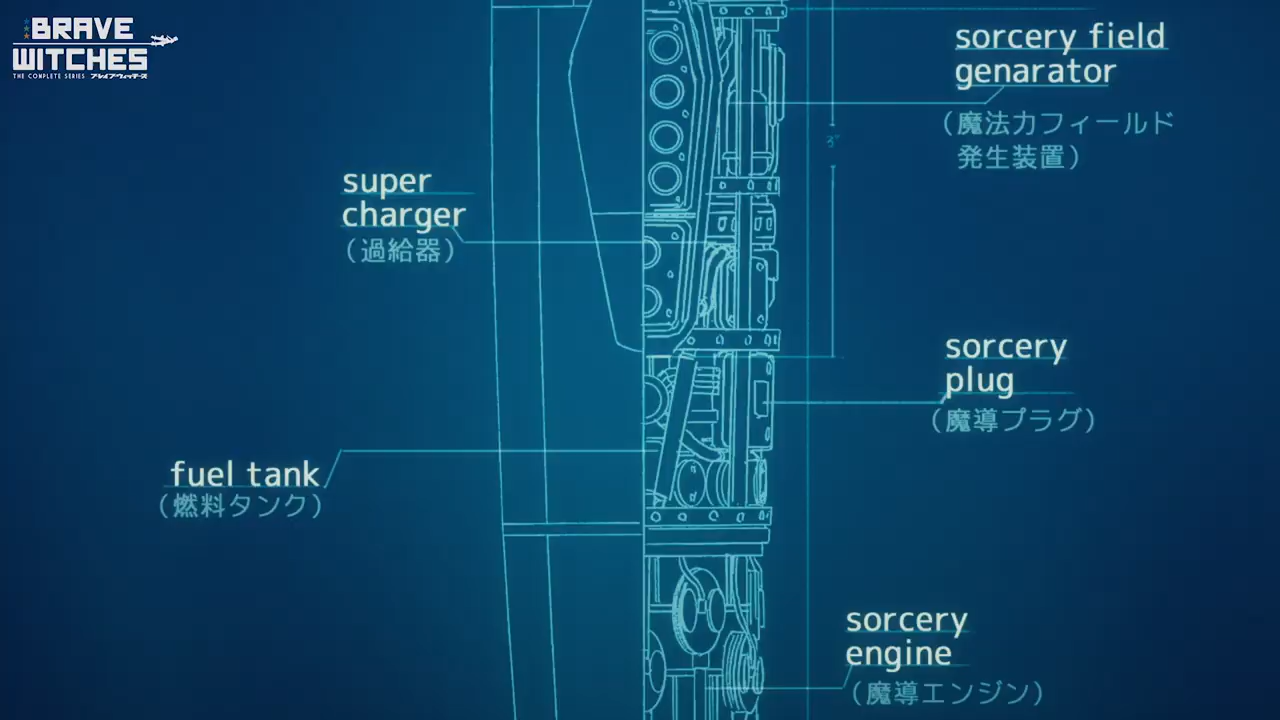 BRAVE
WITCHES
THE COMPLETE SERIES ブレイブウィッチーズ
sorcery field
genarator
（魔法力フィールド
発生装置）
super
charger
（過給器）
sorcery
plug
（魔導プラグ）
fuel tank
（燃料タンク）
sorcery
engine
（魔導エンジン）